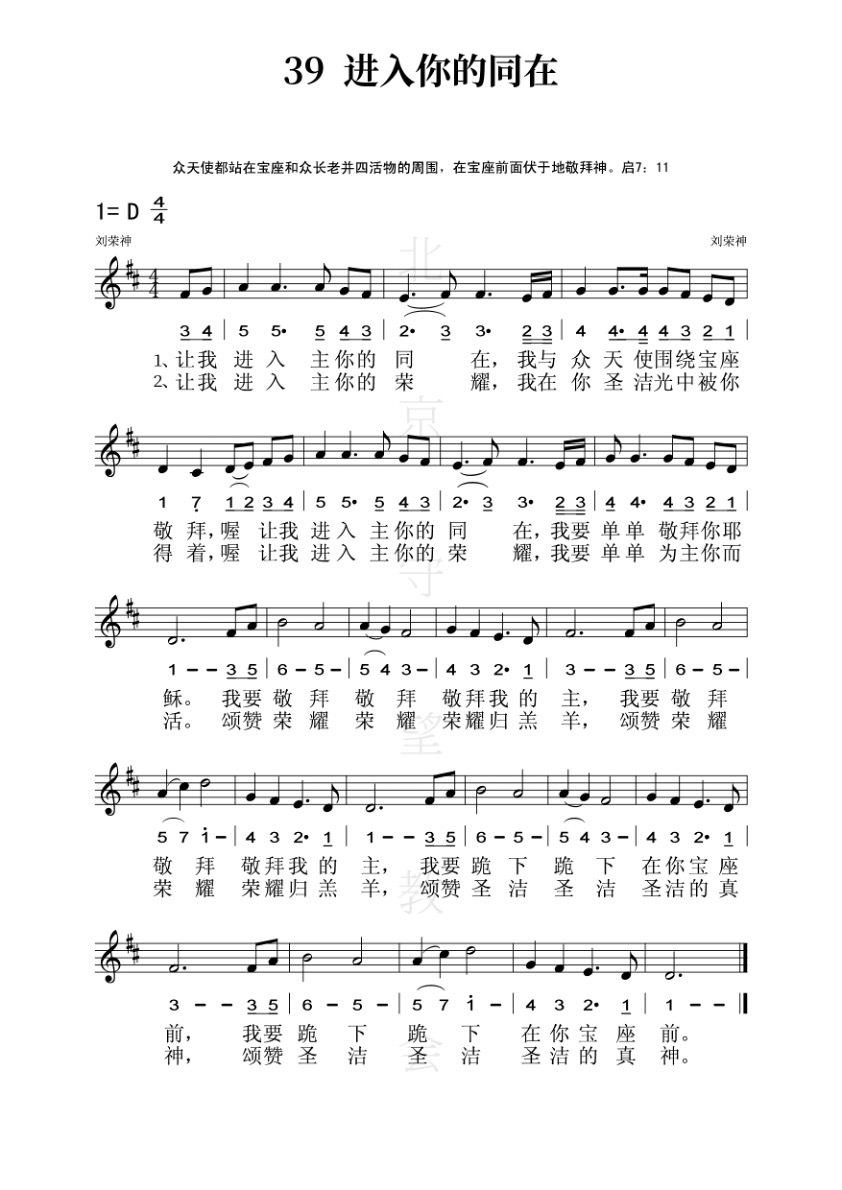 39 进入你的同在
众天使都站在宝座和众长老并四活物的周围，在宝座前面伏于地敬拜神。启7：11
1= D 4/4
刘荣神 刘荣神
3 4 | 5 5• 5 4 3 | 2• 3 3• 2 3 | 4 4• 4 4 3 2 1
1、让我 进 入 主你的 同 在，我与 众 天 使围绕宝座
2、让我 进 入 主你的 荣 耀，我在 你 圣 洁光中被你
1 7̣ 1 2 3 4 | 5 5• 5 4 3 | 2• 3 3• 2 3 | 4 4• 4 3 2 1
敬 拜，喔 让我 进 入 主你的 同 在，我要 单 单 敬拜你耶
得 着，喔 让我 进 入 主你的 荣 耀，我要 单 单 为主你而
1 – – 3 5 | 6 – 5 – | 5 4 3 – | 4 3 2• 1 | 3 – – 3 5 | 6 – 5 – |
稣。 我要 敬 拜 敬 拜 敬拜我的 主， 我要 敬 拜
活。 颂赞 荣 耀 荣 耀 荣耀归羔 羊， 颂赞 荣 耀
5 7 1̇ – | 4 3 2• 1 | 1 – – 3 5 | 6 – 5 – | 5 4 3 – | 4 3 2• 1 |
敬 拜 敬拜我的 主， 我要 跪 下 跪 下 在你宝座
荣 耀 荣耀归羔 羊， 颂赞 圣 洁 圣 洁 圣洁的真
3 – – 3 5 | 6 – 5 – | 5 7 1̇ – | 4 3 2• 1 | 1 – –
前， 我要 跪 下 跪 下 在你宝座 前。
神， 颂赞 圣 洁 圣 洁 圣洁的真 神。
北京守望教会